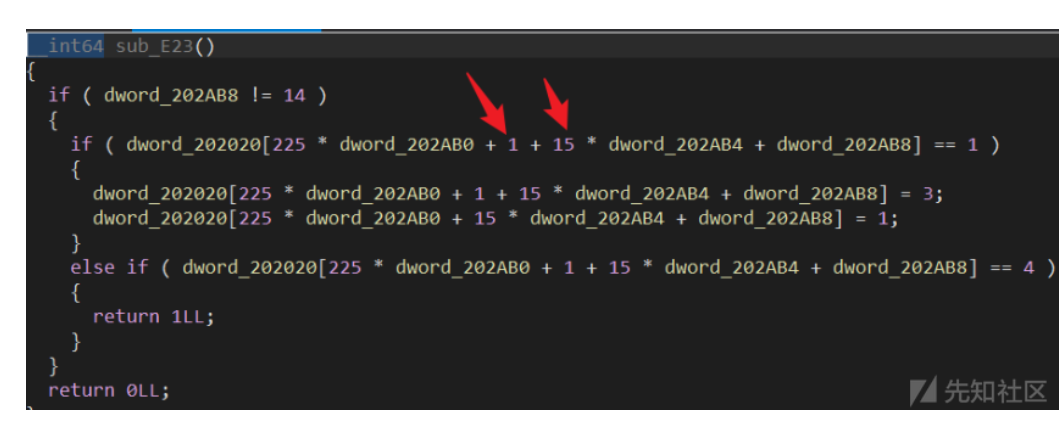 __int64 sub_E23()
{
  if ( dword_202AB8 != 14 )
  {
    if ( dword_202020[225 * dword_202AB0 + 1 + 15 * dword_202AB4 + dword_202AB8] == 1 )
    {
      dword_202020[225 * dword_202AB0 + 1 + 15 * dword_202AB4 + dword_202AB8] = 3;
      dword_202020[225 * dword_202AB0 + 15 * dword_202AB4 + dword_202AB8] = 1;
    }
    else if ( dword_202020[225 * dword_202AB0 + 1 + 15 * dword_202AB4 + dword_202AB8] == 4 )
    {
      return 1LL;
    }
  }
  return 0LL;
先知社区